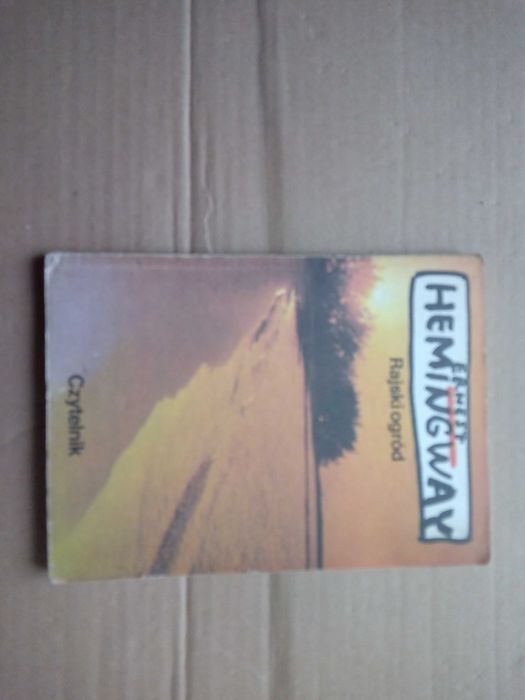 ERNEST
HEMINGWAY
Rajski ogród
Czytelnik